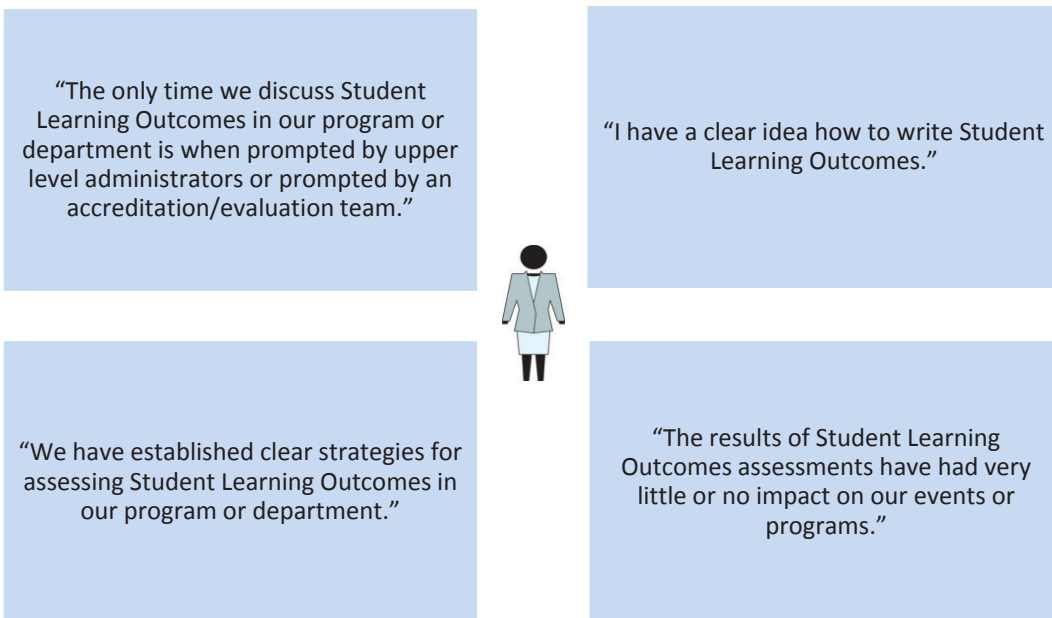 “The only time we discuss Student
Learning Outcomes in our program or
department is when prompted by upper
level administrators or prompted by an
accreditation/evaluation team.”
“I have a clear idea how to write Student
Learning Outcomes.”
“We have established clear strategies for
assessing Student Learning Outcomes in
our program or department.”
“The results of Student Learning
Outcomes assessments have had very
little or no impact on our events or
programs.”